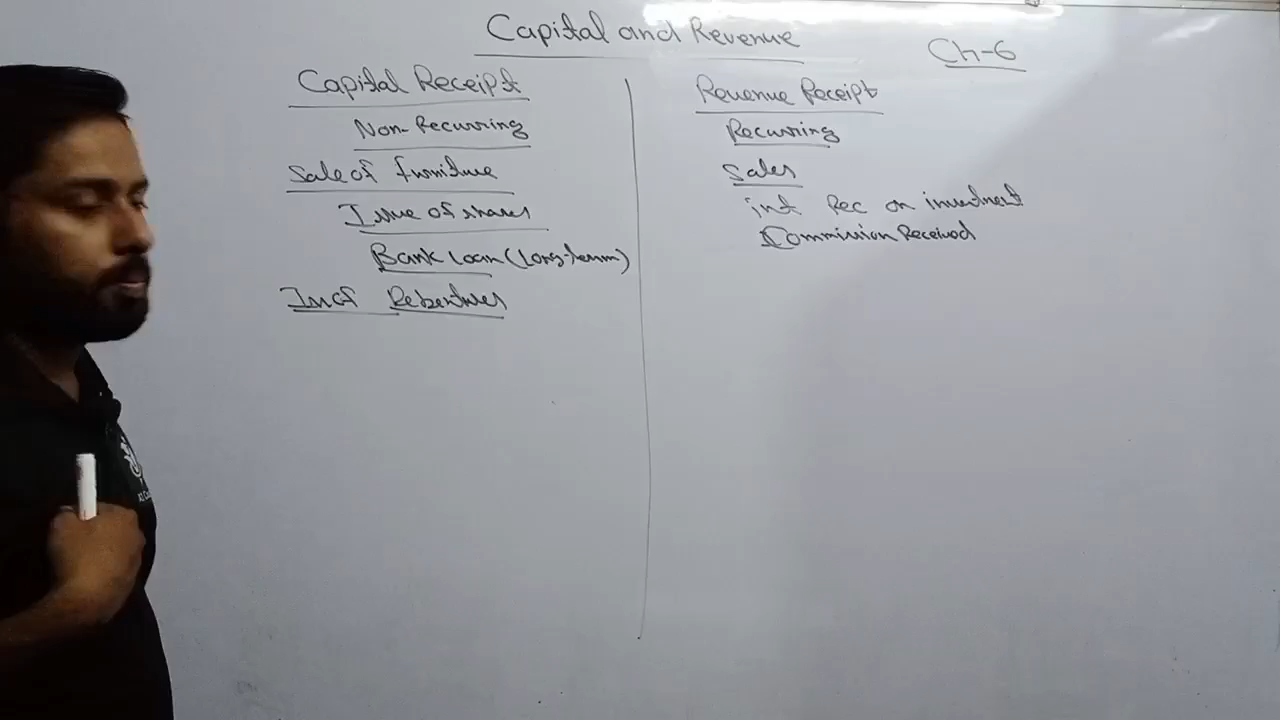 Capital and Revenue
Ch-6
Capital Receipt
Non-Recurring
Sale of furniture
Issue of shares
Bank Loan (Long-term)
Debentures
Revenue Receipt
Recurring
Sales
int Rec on investment
Commission Received